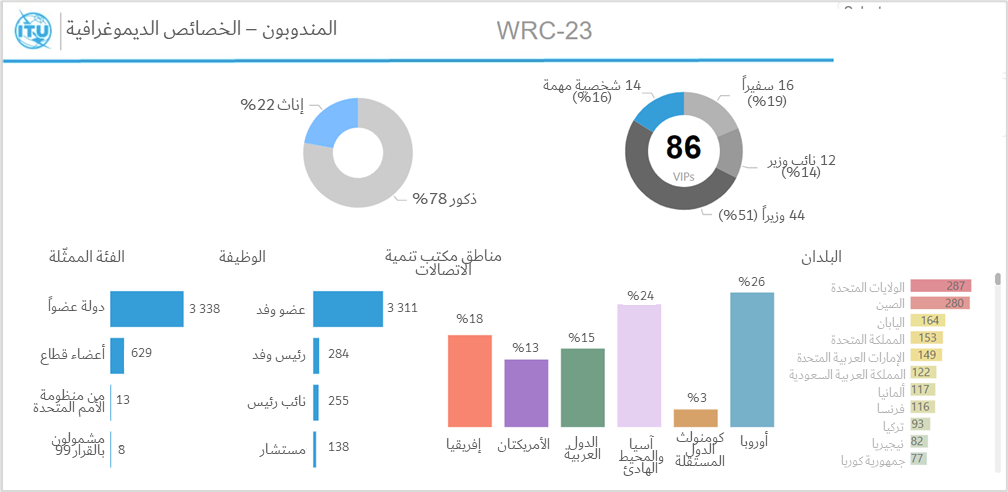 المندوبون – الخصائص الديموغرافية
WRC-23
ITU
إناث 22%
ذكور 78%
14 شخصية مهمة
(16%)
16 سفيراً
(19%)
86
VIPs
12 نائب وزير
(14%)
44 وزيراً (51%)
الفئة الممثّلة
دولة عضواً
3 338
أعضاء قطاع
629
من منظومة
الأمم المتحدة
13
مشمولون
بالقرار 99
8
الوظيفة
عضو وفد
3 311
رئيس وفد
284
نائب رئيس
255
مستشار
138
مناطق مكتب تنمية
الاتصالات
%18
%13
%15
%24
%3
%26
إفريقيا
الأمريكتان
الدول
العربية
آسيا
والمحيط
الهادئ
كومنولث
الدول
المستقلة
أوروبا
البلدان
الولايات المتحدة 287
الصين 280
اليابان 164
المملكة المتحدة 153
الإمارات العربية المتحدة 149
المملكة العربية السعودية 122
ألمانيا 117
فرنسا 116
تركيا 93
نيجيريا 82
جمهورية كوريا 77